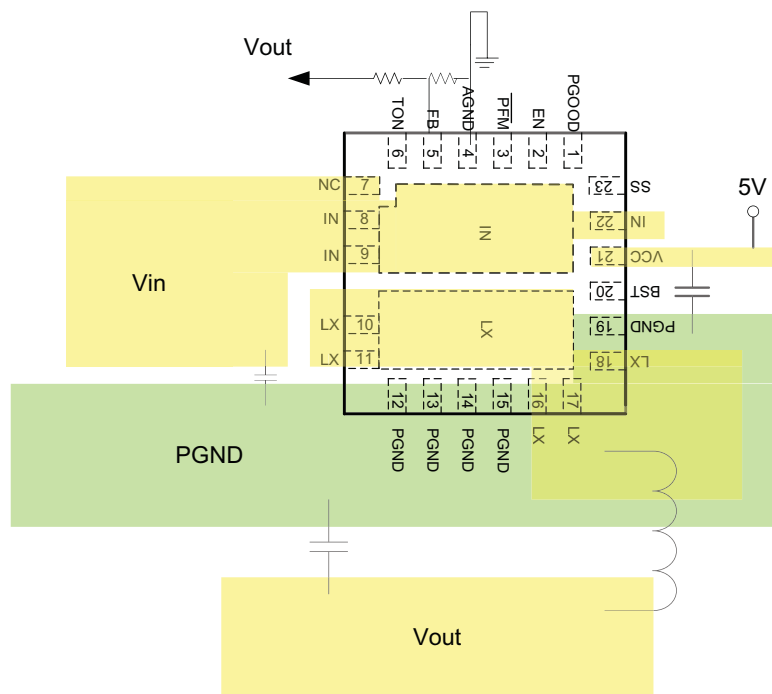 Vout
TON
FB
AGND
PFM
EN
PGOOD
6
5
4
3
2
1
NC 7
IN 8
IN 9
LX 10
LX 11
IN
LX
23 SS
22 IN
21 VCC
20 BST
19 PGND
18 LX
5V
Vin
12
13
14
15
16
17
PGND
PGND
PGND
PGND
LX
LX
PGND
Vout